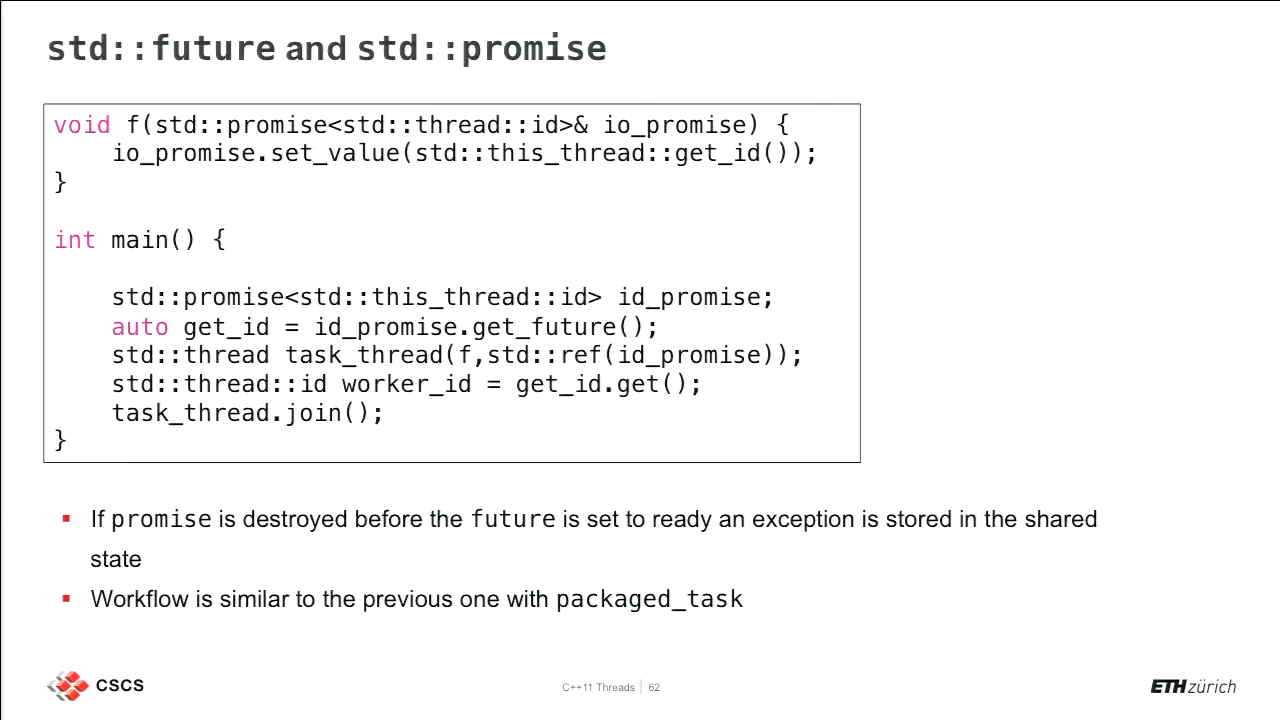 std::future and std::promise
void f(std::promise<std::thread::id>& io_promise) {
    io_promise.set_value(std::this_thread::get_id());
}
int main() {
    std::promise<std::this_thread::id> id_promise;
    auto get_id = id_promise.get_future();
    std::thread task_thread(f,std::ref(id_promise));
    std::thread::id worker_id = get_id.get();
    task_thread.join();
}
▪ If promise is destroyed before the future is set to ready an exception is stored in the shared
state
▪ Workflow is similar to the previous one with packaged_task
CSCS
C++11 Threads | 62
ETH zürich